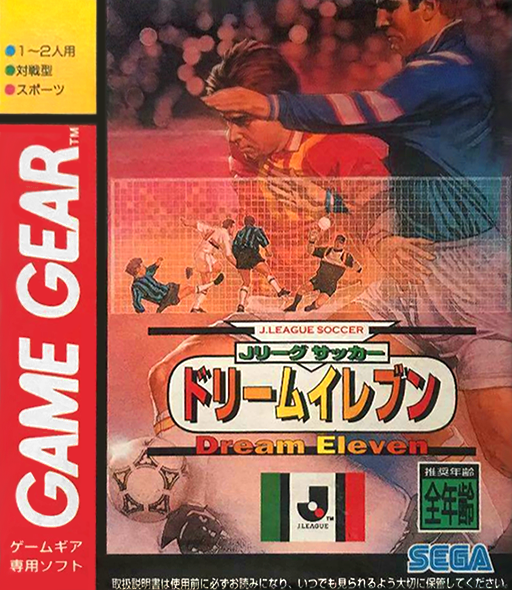 1〜2人用
対戦型
スポーツ
GAME GEAR™
ゲームギア
専用ソフト
J.LEAGUE SOCCER
Jリーグ サッカー
ドリームイレブン
Dream Eleven
J.LEAGUE™
推奨年齢
全年齢
SEGA
取扱説明書は使用前に必ずお読みになり、いつでも見られるよう大切に保管してください。